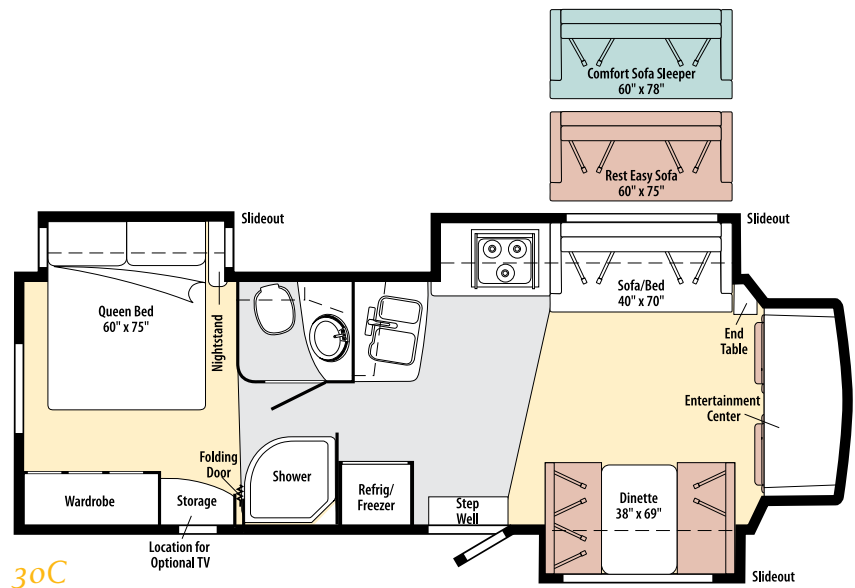 Comfort Sofa Sleeper
60" x 78"
Rest Easy Sofa
60" x 75"
Slideout
Slideout
Sofa/Bed
40" x 70"
Queen Bed
60" x 75"
Nightstand
End
Table
Entertainment
Center
Folding
Door
Shower
Wardrobe
Storage
Refrig/
Freezer
Step
Well
Dinette
38" x 69"
Location for
Optional TV
Slideout
30C